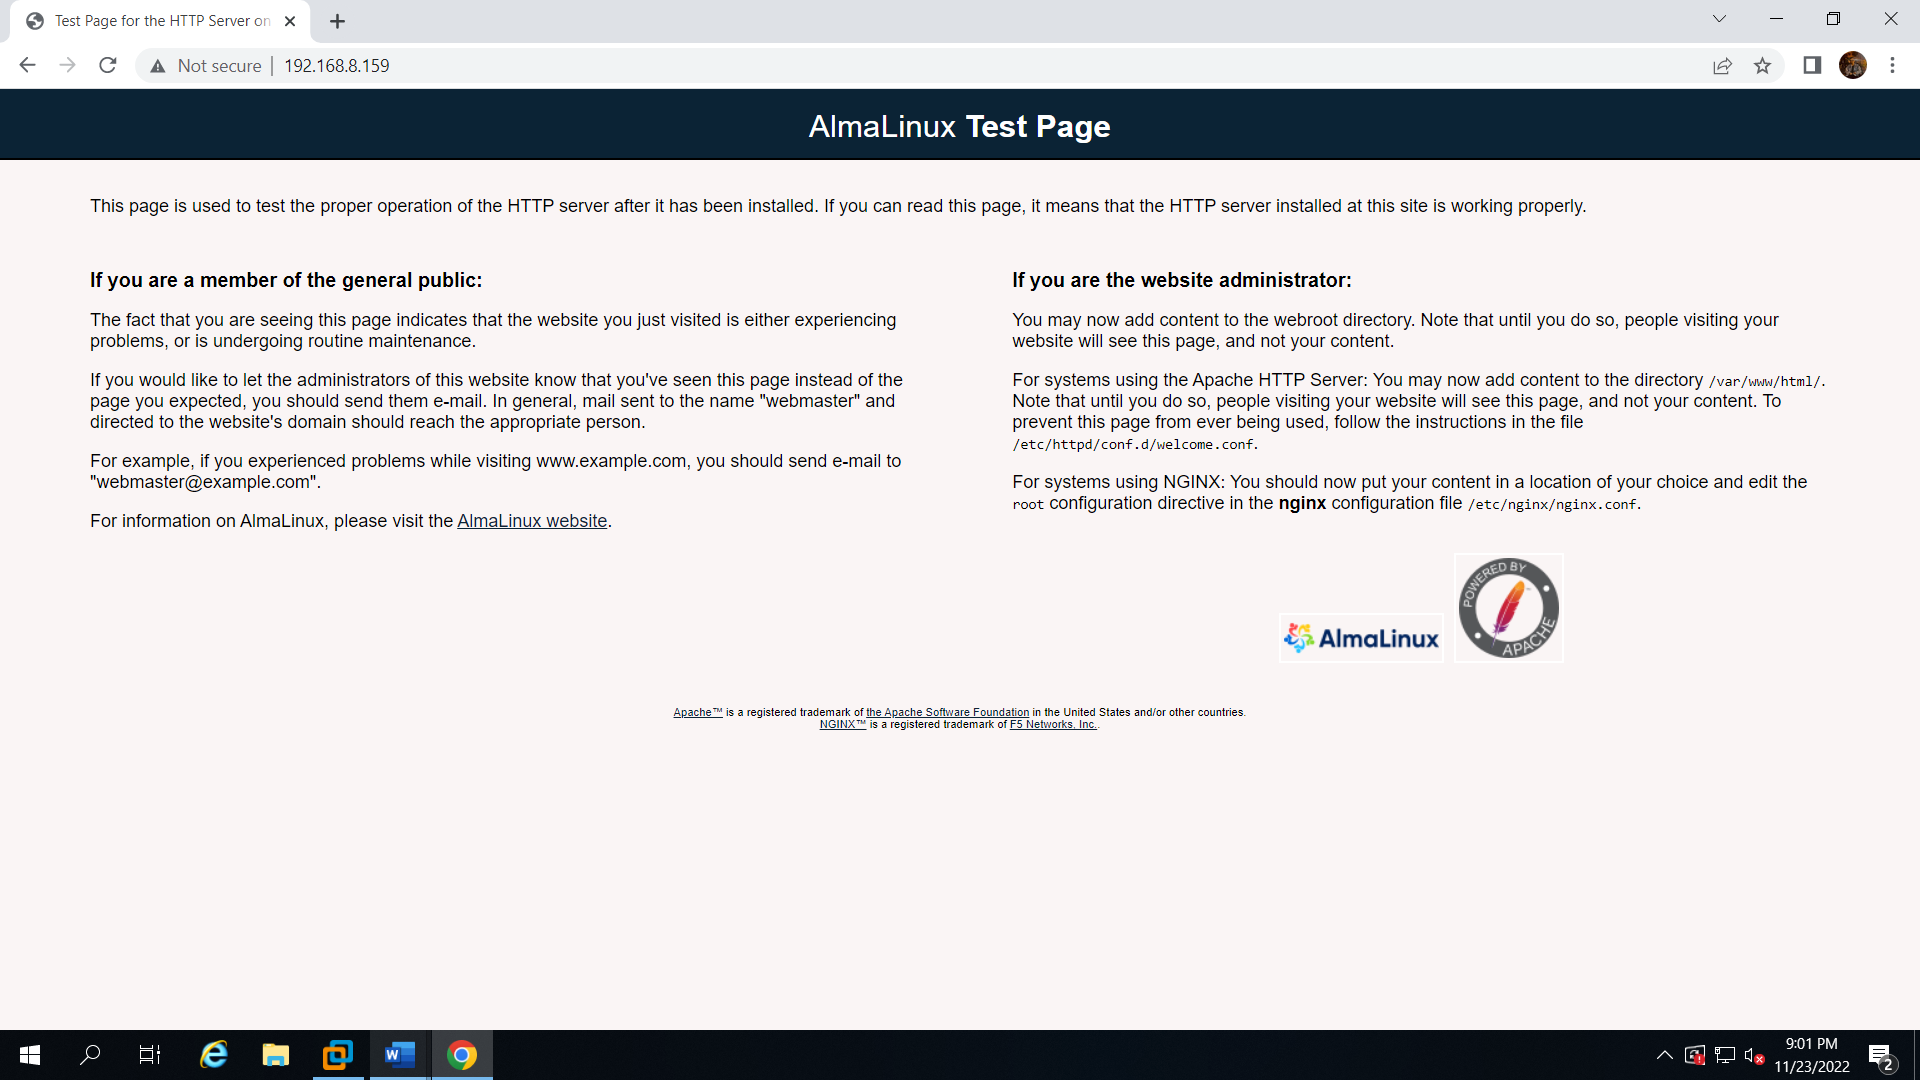 Test Page for the HTTP Server on
Not secure
192.168.8.159
AlmaLinux Test Page
This page is used to test the proper operation of the HTTP server after it has been installed. If you can read this page, it means that the HTTP server installed at this site is working properly.
If you are a member of the general public:
The fact that you are seeing this page indicates that the website you just visited is either experiencing
problems, or is undergoing routine maintenance.
If you would like to let the administrators of this website know that you've seen this page instead of the
page you expected, you should send them e-mail. In general, mail sent to the name "webmaster" and
directed to the website's domain should reach the appropriate person.
For example, if you experienced problems while visiting www.example.com, you should send e-mail to
"webmaster@example.com".
For information on AlmaLinux, please visit the AlmaLinux website.
If you are the website administrator:
You may now add content to the webroot directory. Note that until you do so, people visiting your
website will see this page, and not your content.
For systems using the Apache HTTP Server: You may now add content to the directory /var/www/html/.
Note that until you do so, people visiting your website will see this page, and not your content. To
prevent this page from ever being used, follow the instructions in the file
/etc/httpd/conf.d/welcome.conf.
For systems using NGINX: You should now put your content in a location of your choice and edit the
root configuration directive in the nginx configuration file /etc/nginx/nginx.conf.
AlmaLinux
POWERED BY
APACHE
Apache™ is a registered trademark of the Apache Software Foundation in the United States and/or other countries.
NGINX™ is a registered trademark of F5 Networks, Inc..
W
9:01 PM
11/23/2022
2